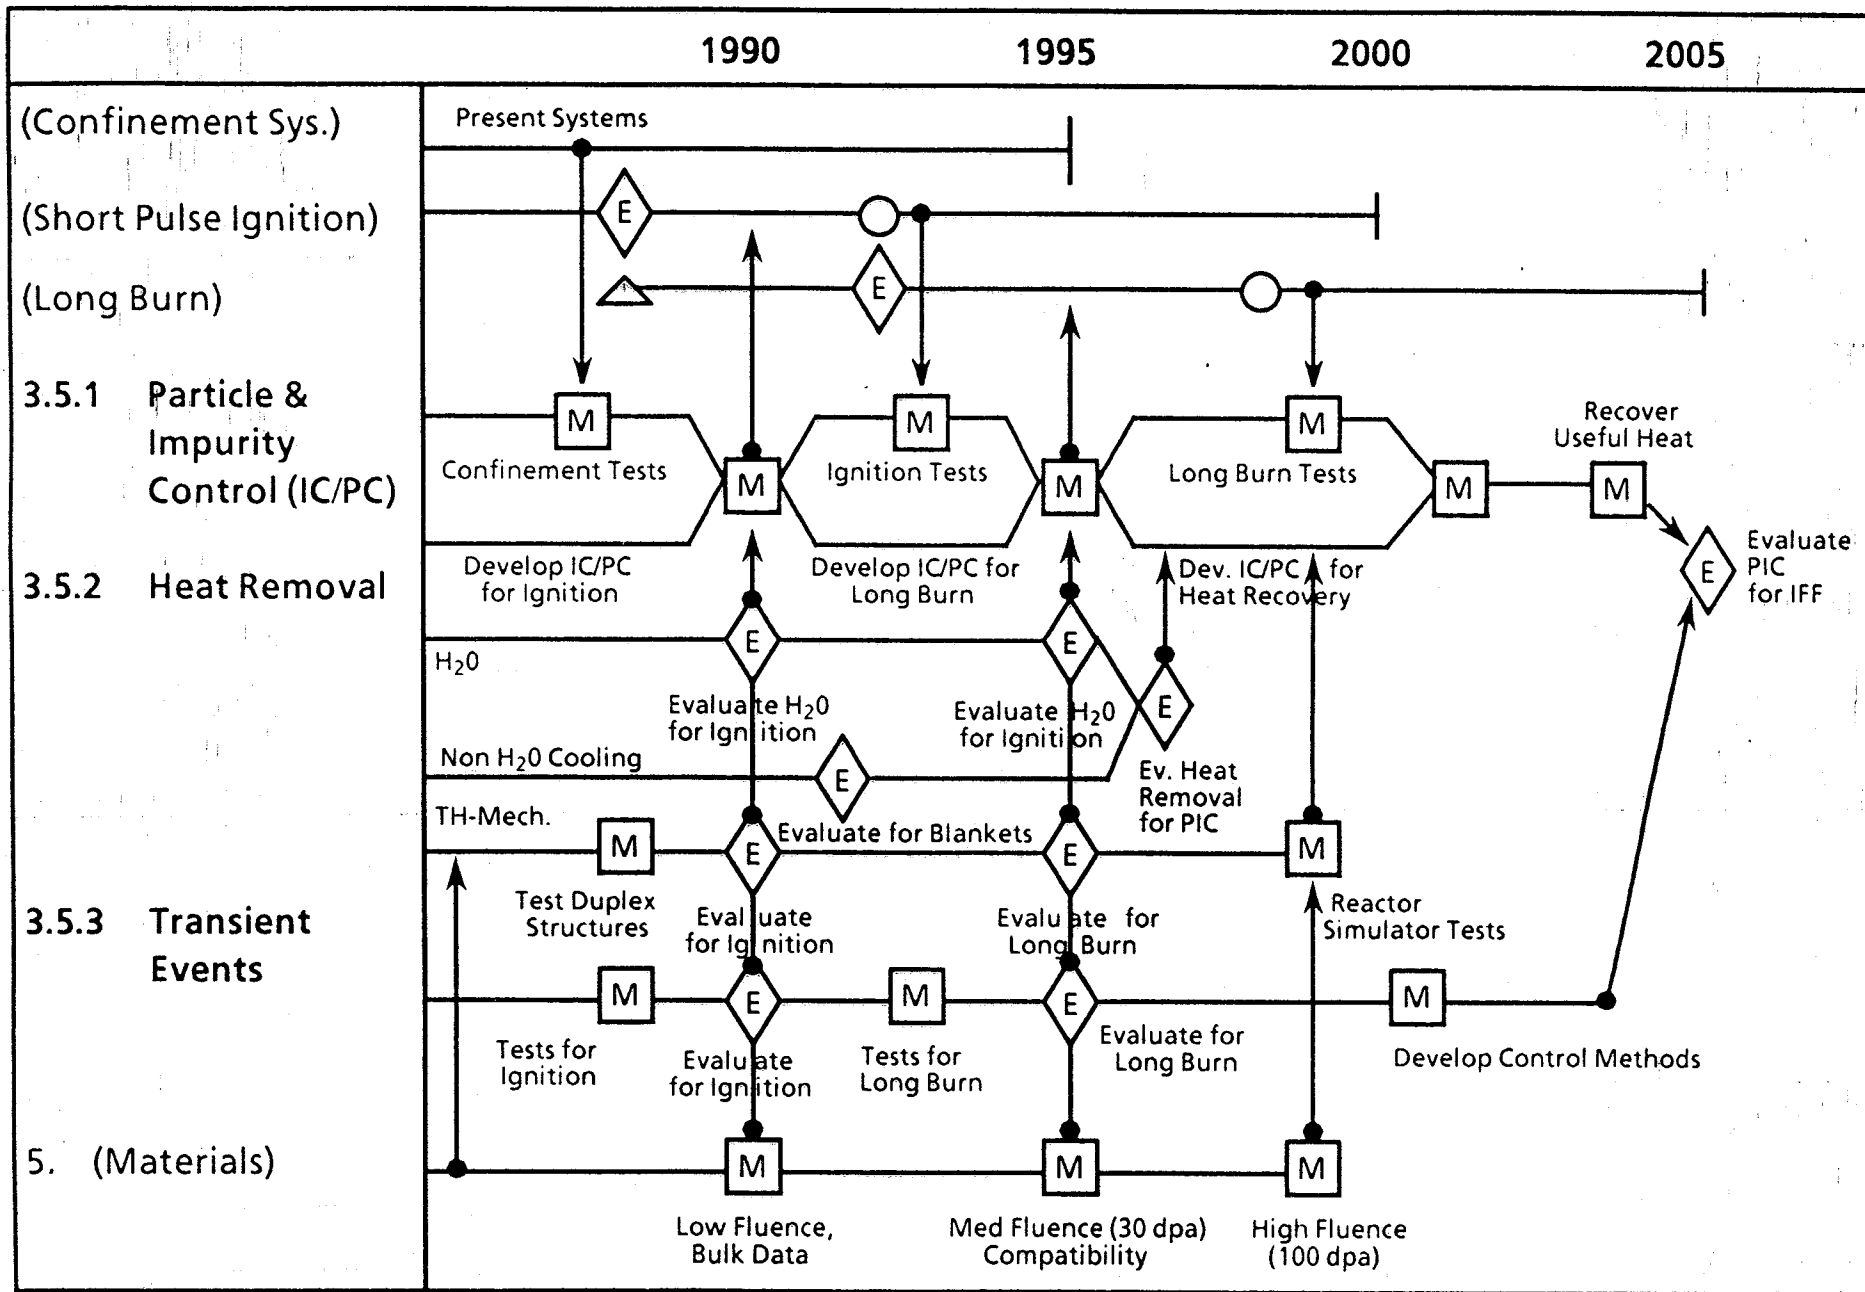 1990 1995 2000 2005
(Confinement Sys.)
Present Systems
(Short Pulse Ignition)
E
(Long Burn)
E
3.5.1 Particle &
Impurity
Control (IC/PC)
M
M
M
Recover
Useful Heat
Confinement Tests
M
Ignition Tests
M
Long Burn Tests
M
M
Develop IC/PC
for Ignition
Develop IC/PC for
Long Burn
Dev. IC/PC for
Heat Recovery
E
Evaluate
PIC
for IFF
3.5.2 Heat Removal
H₂0
E
E
Evaluate H₂0
for Ignition
Evaluate H₂0
for Ignition
E
Non H₂0 Cooling
E
Ev. Heat
Removal
for PIC
TH-Mech.
M
E
Evaluate for Blankets
E
M
Test Duplex
Structures
Evaluate
for Ignition
Evaluate for
Long Burn
Reactor
Simulator Tests
3.5.3 Transient
Events
M
E
M
E
M
Tests for
Ignition
Evaluate
for Ignition
Tests for
Long Burn
Evaluate for
Long Burn
Develop Control Methods
5. (Materials)
M
M
M
Low Fluence,
Bulk Data
Med Fluence (30 dpa)
Compatibility
High Fluence
(100 dpa)